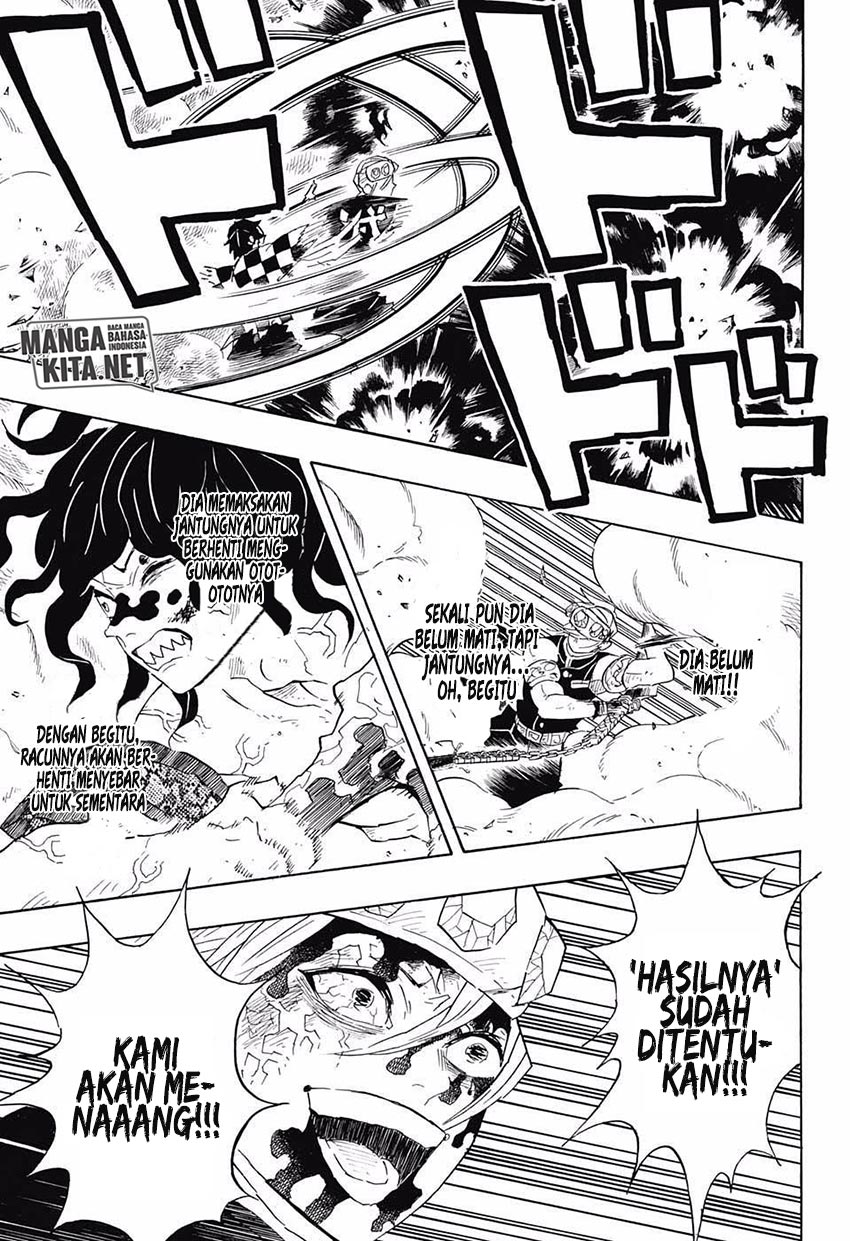 ドドドド
ドドド
MANGA
BACA MANGA
BAHASA
INDONESIA
KITA.NET
DIA BELUM
MATI!!
SEKALI PUN DIA
BELUM MATI, TAPI
JANTUNGNYA...
OH, BEGITU
DIA MEMAKSAKAN
JANTUNGNYA UNTUK
BERHENTI MENG-
GUNAKAN OTOT-
OTOTNYA
DENGAN BEGITU,
RACUNNYA AKAN BER-
HENTI MENYEBAR
UNTUK SEMENTARA
'HASILNYA'
SUDAH
DITENTU-
KAN!!!
KAMI
AKAN ME-
NAAANG!!!